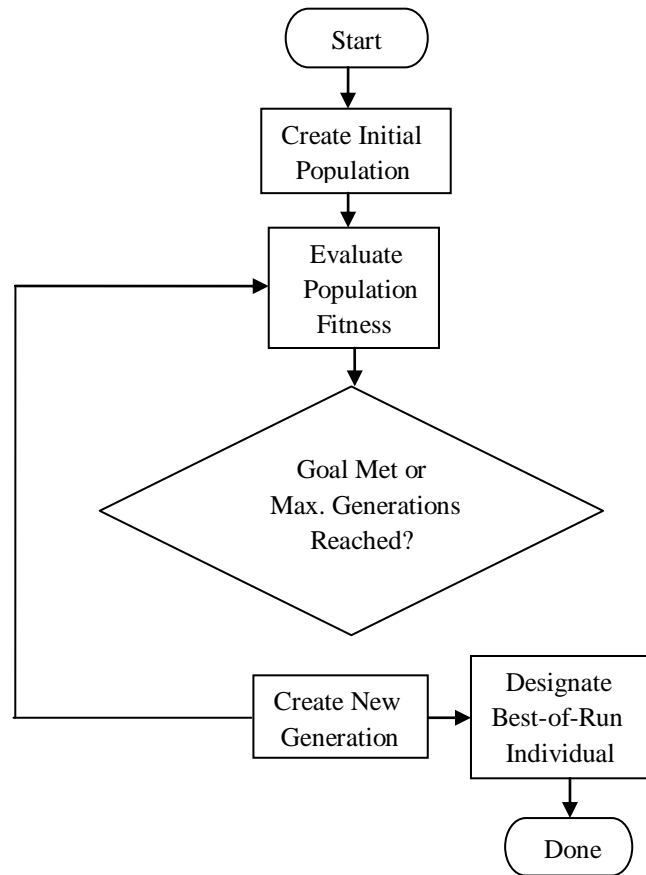 Start
Create Initial
Population
Evaluate
Population
Fitness
Goal Met or
Max. Generations
Reached?
Create New
Generation
Designate
Best-of-Run
Individual
Done